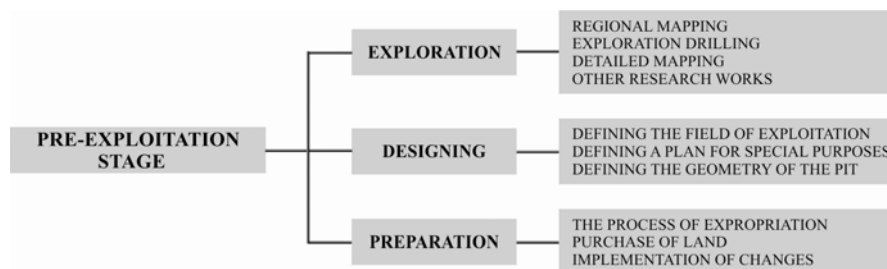 PRE-EXPLOITATION
STAGE
EXPLORATION
REGIONAL MAPPING
EXPLORATION DRILLING
DETAILED MAPPING
OTHER RESEARCH WORKS
DESIGNING
DEFINING THE FIELD OF EXPLOITATION
DEFINING A PLAN FOR SPECIAL PURPOSES
DEFINING THE GEOMETRY OF THE PIT
PREPARATION
THE PROCESS OF EXPROPRIATION
PURCHASE OF LAND
IMPLEMENTATION OF CHANGES